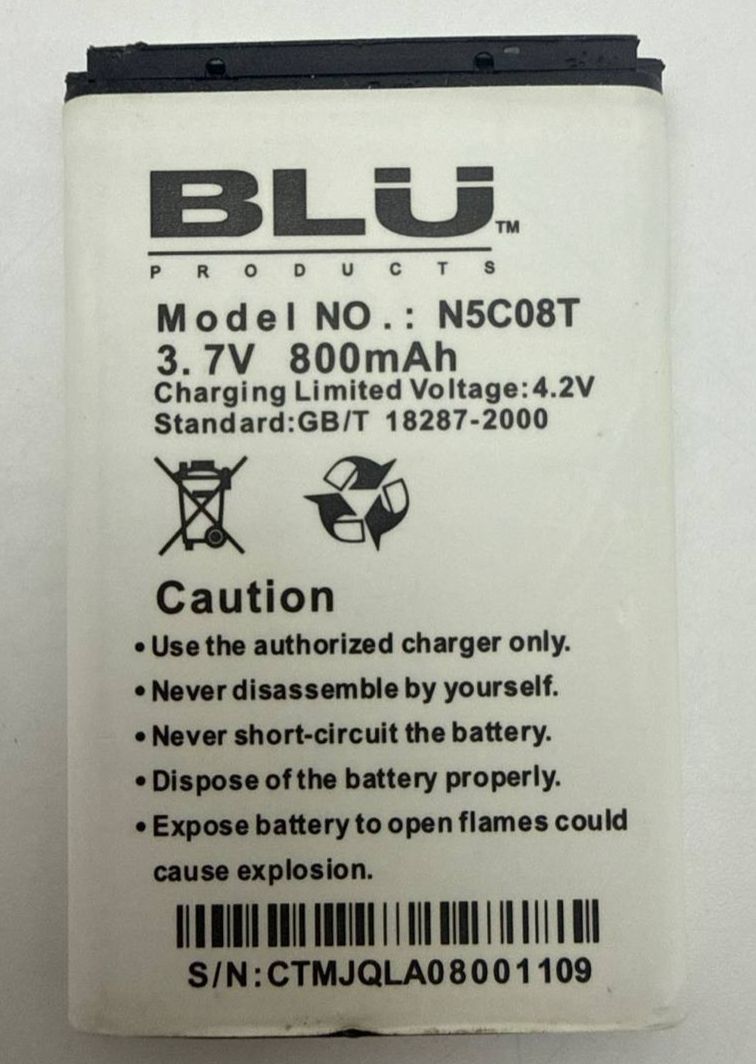 BLU™
PRODUCTS
Model NO.: N5C08T
3.7V 800mAh
Charging Limited Voltage:4.2V
Standard:GB/T 18287-2000
Caution
•Use the authorized charger only.
•Never disassemble by yourself.
•Never short-circuit the battery.
•Dispose of the battery properly.
•Expose battery to open flames could
cause explosion.
S/N:CTMJQLA08001109